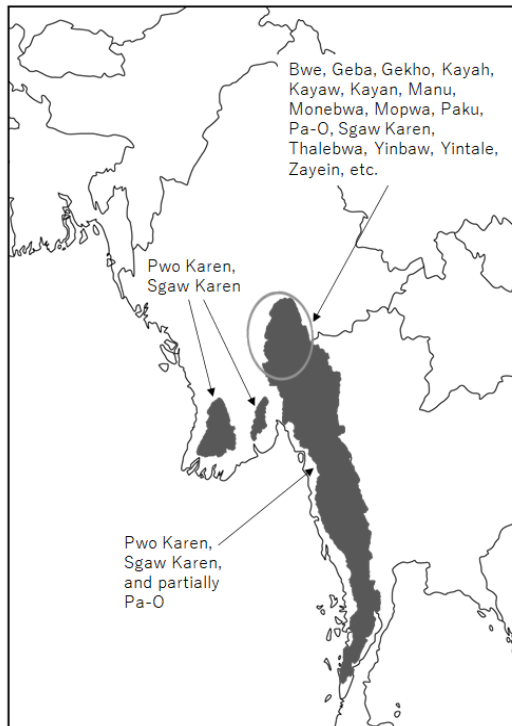 Bwe, Geba, Gekho, Kayah,
Kayaw, Kayan, Manu,
Monebwa, Mopwa, Paku,
Pa-O, Sgaw Karen,
Thalebwa, Yinbaw, Yintale,
Zayein, etc.
Pwo Karen,
Sgaw Karen
Pwo Karen,
Sgaw Karen,
and partially
Pa-O